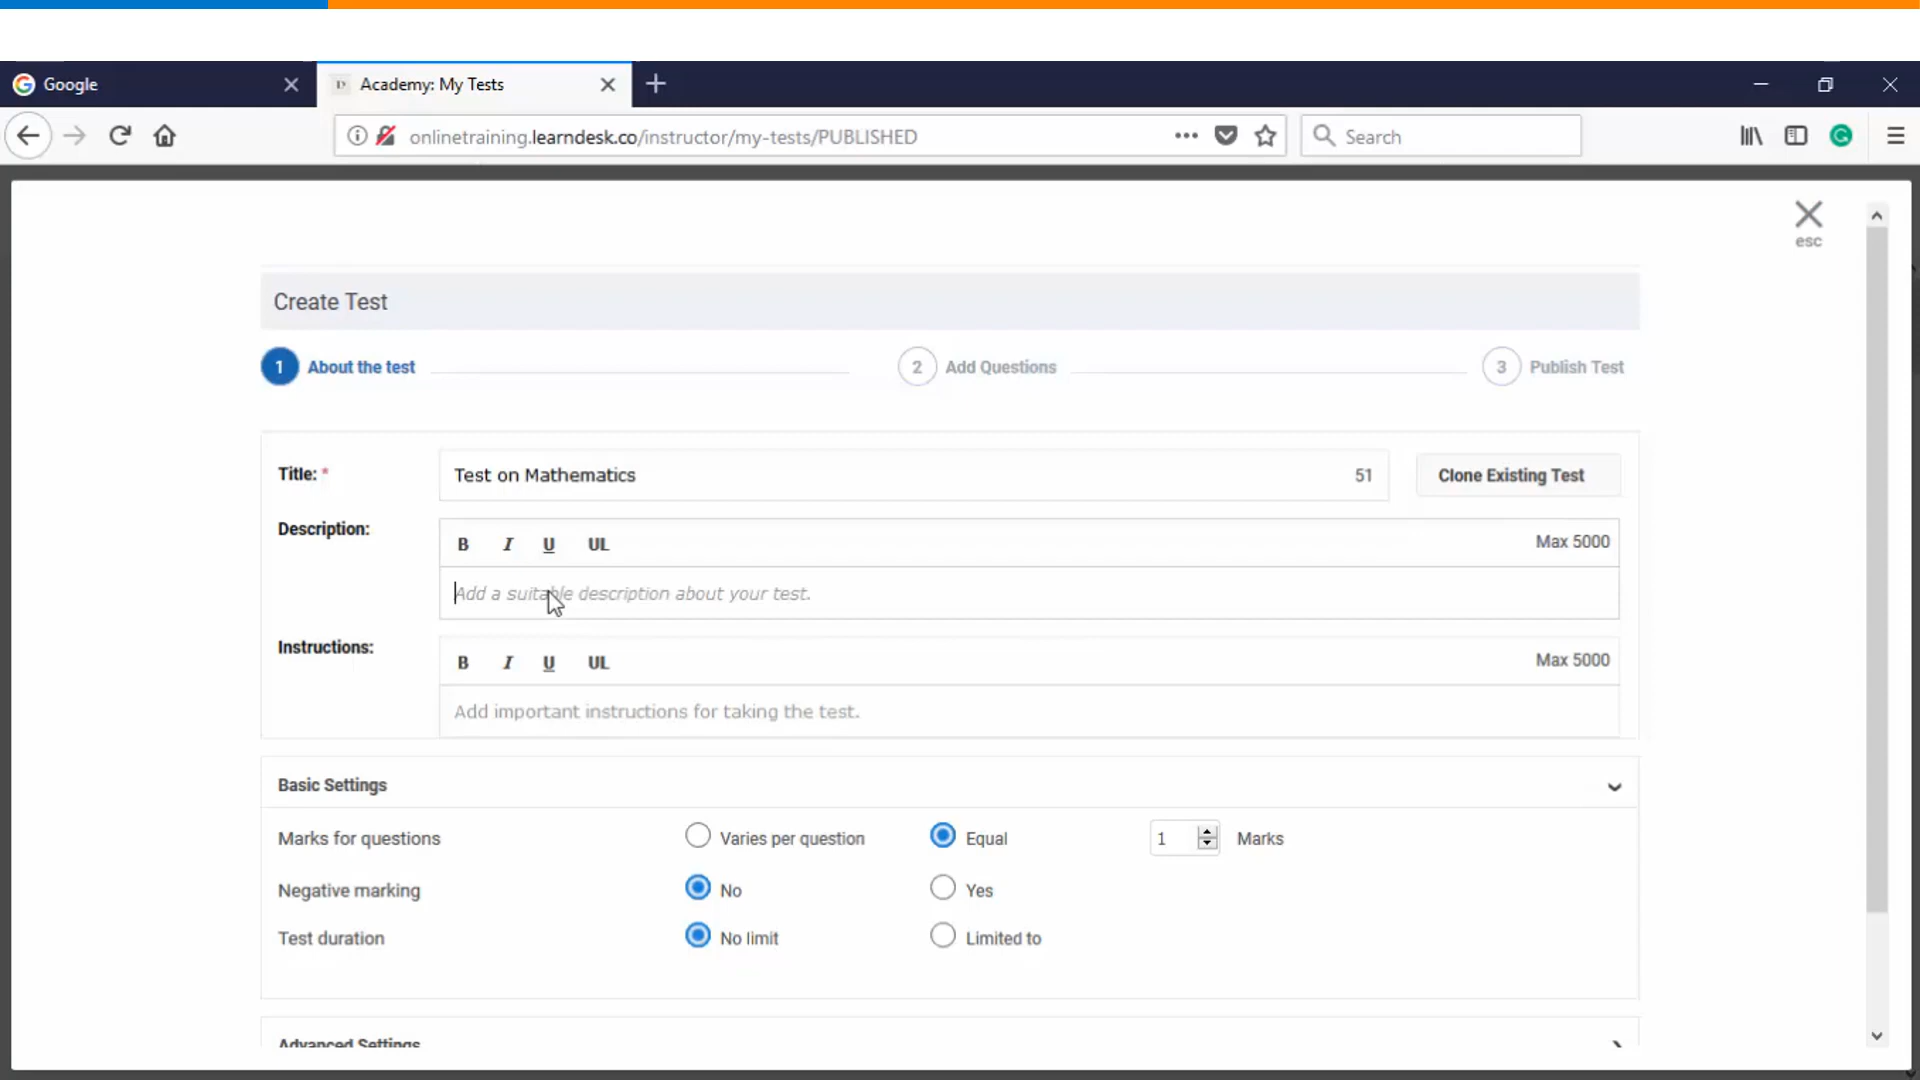 Google
Academy: My Tests
onlinetraining.learndesk.co/instructor/my-tests/PUBLISHED
Search
esc
Create Test
1 About the test
2 Add Questions
3 Publish Test
Title: *
Test on Mathematics
51
Clone Existing Test
Description:
B I U UL
Max 5000
Add a suitable description about your test.
Instructions:
B I U UL
Max 5000
Add important instructions for taking the test.
Basic Settings
Marks for questions
Varies per question
Equal
1
Marks
Negative marking
No
Yes
Test duration
No limit
Limited to
Advanced Settings